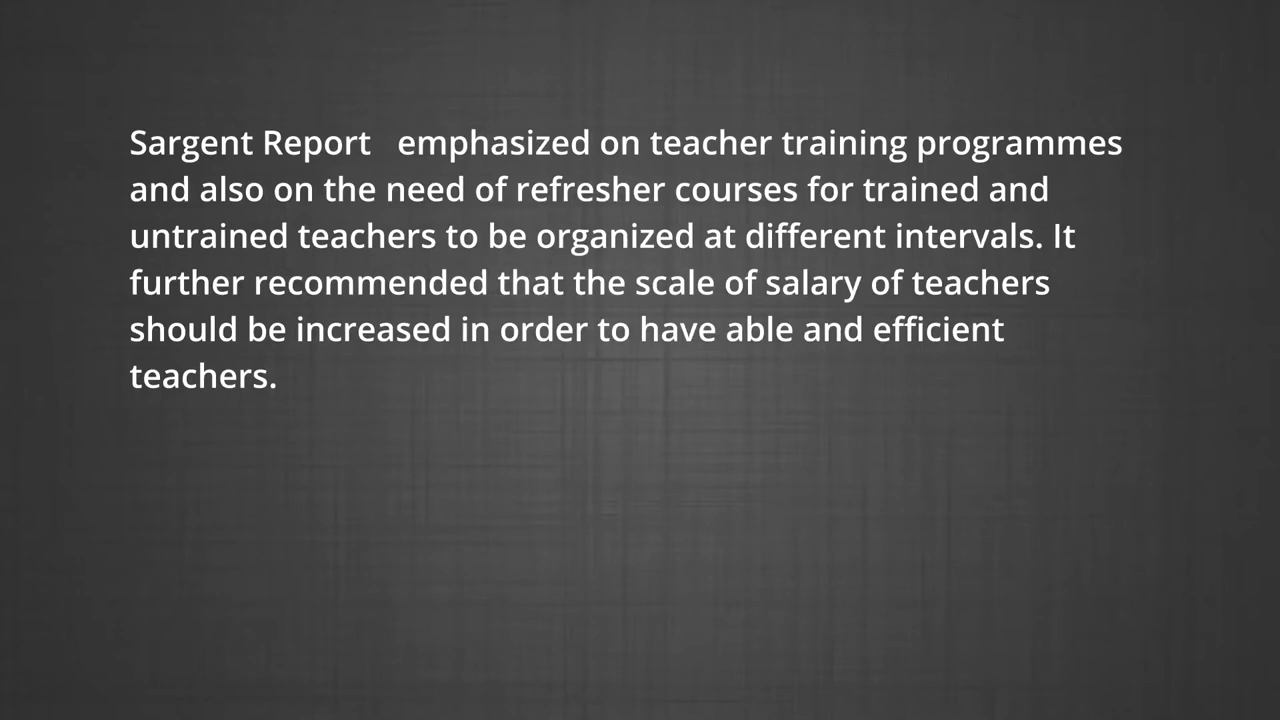 Sargent Report   emphasized on teacher training programmes
and also on the need of refresher courses for trained and
untrained teachers to be organized at different intervals. It
further recommended that the scale of salary of teachers
should be increased in order to have able and efficient
teachers.